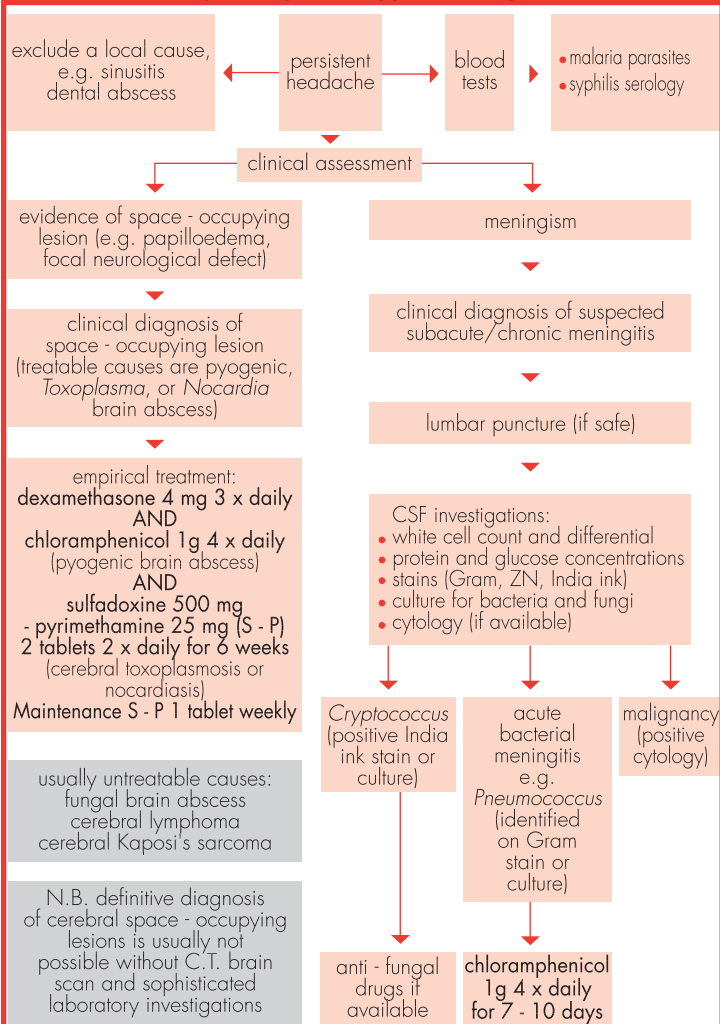 exclude a local cause,
e.g. sinusitis
dental abscess
persistent
headache
blood
tests
• malaria parasites
• syphilis serology
clinical assessment
evidence of space - occupying
lesion (e.g. papilloedema,
focal neurological defect)
clinical diagnosis of
space - occupying lesion
(treatable causes are pyogenic,
Toxoplasma, or Nocardia
brain abscess)
empirical treatment:
dexamethasone 4 mg 3 x daily
AND
chloramphenicol 1g 4 x daily
(pyogenic brain abscess)
AND
sulfadoxine 500 mg
- pyrimethamine 25 mg (S - P)
2 tablets 2 x daily for 6 weeks
(cerebral toxoplasmosis or
nocardiasis)
Maintenance S - P 1 tablet weekly
usually untreatable causes:
fungal brain abscess
cerebral lymphoma
cerebral Kaposi's sarcoma
N.B. definitive diagnosis
of cerebral space - occupying
lesions is usually not
possible without C.T. brain
scan and sophisticated
laboratory investigations
meningism
clinical diagnosis of suspected
subacute/chronic meningitis
lumbar puncture (if safe)
CSF investigations:
• white cell count and differential
• protein and glucose concentrations
• stains (Gram, ZN, India ink)
• culture for bacteria and fungi
• cytology (if available)
Cryptococcus
(positive India
ink stain or
culture)
anti - fungal
drugs if
available
acute
bacterial
meningitis
e.g.
Pneumococcus
(identified
on Gram
stain or
culture)
chloramphenicol
1g 4 x daily
for 7 - 10 days
malignancy
(positive
cytology)